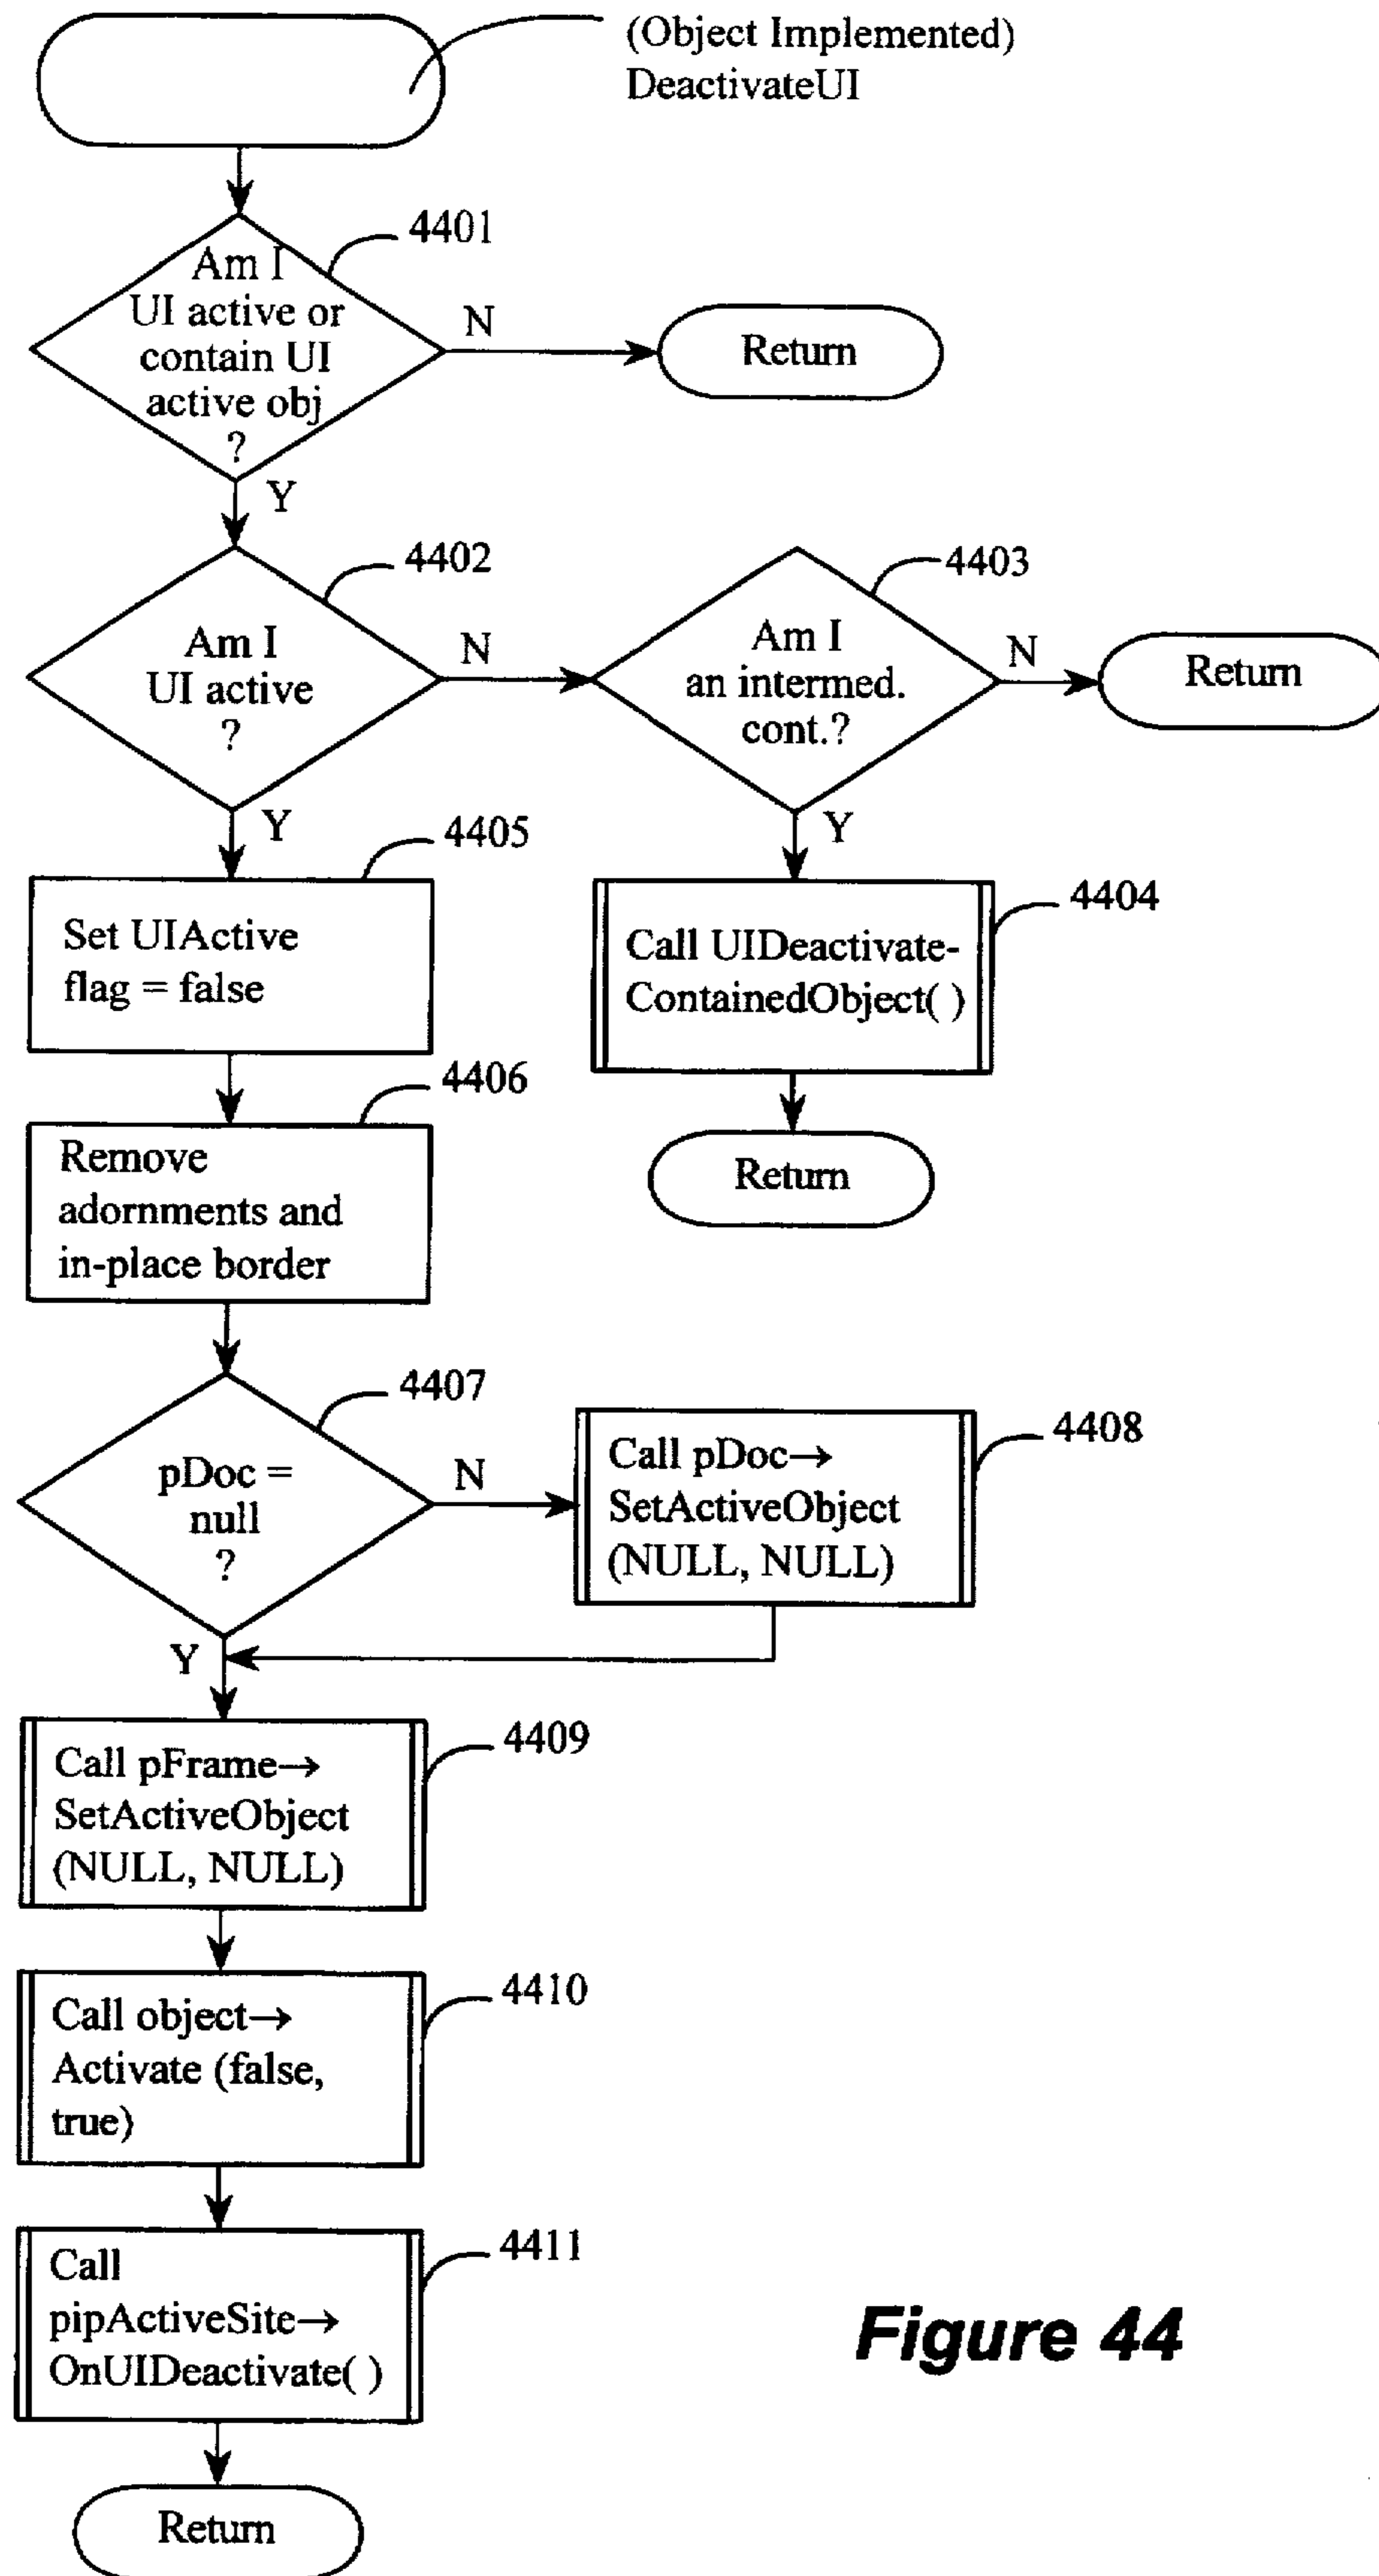 (Object Implemented)
DeactivateUI
4401
Am I
UI active or
contain UI
active obj
?
N
Return
Y
4402
Am I
UI active
?
N
4403
Am I
an intermed.
cont.?
N
Return
Y
Y
4405
Set UIActive
flag = false
4404
Call UIDeactivate-
ContainedObject( )
Return
4406
Remove
adornments and
in-place border
4407
pDoc =
null
?
N
4408
Call pDoc→
SetActiveObject
(NULL, NULL)
Y
4409
Call pFrame→
SetActiveObject
(NULL, NULL)
4410
Call object→
Activate (false,
true)
4411
Call
pipActiveSite→
OnUIDeactivate( )
Return
Figure 44